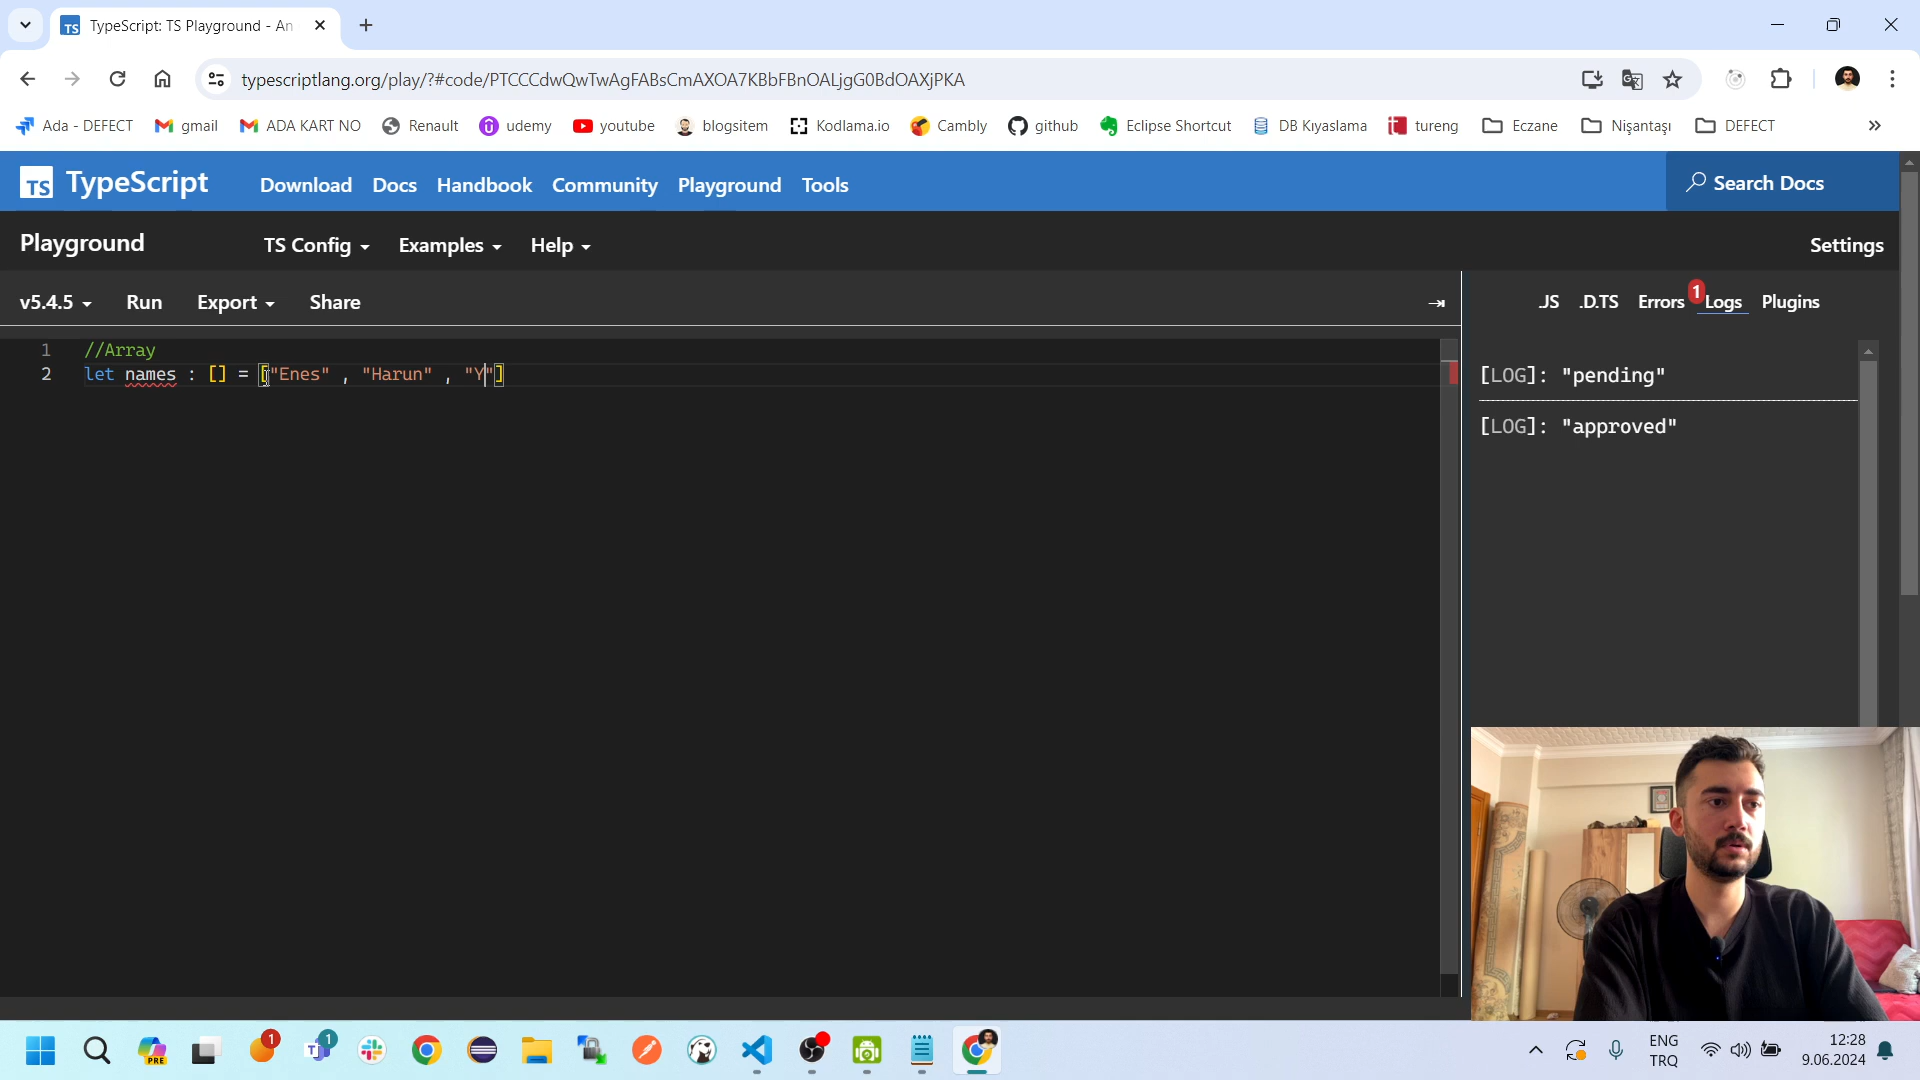 TypeScript: TS Playground - An
typescriptlang.org/play/?#code/PTCCCdwQwTwAgFABsCmAXOA7KBbFBnOALjgG0BdOAXjPKA
Ada - DEFECT gmail ADA KART NO Renault udemy youtube blogsitem Kodlama.io Cambly github Eclipse Shortcut DB Kıyaslama tureng Eczane Nişantaşı DEFECT
TS TypeScript Download Docs Handbook Community Playground Tools Search Docs
Playground TS Config Examples Help Settings
v5.4.5 Run Export Share .JS .D.TS Errors 1 Logs Plugins
1 //Array
2 let names : [] = ["Enes" , "Harun" , "Y"]
[LOG]: "pending"
[LOG]: "approved"
PRE 1 1 ENG 12:28
TRQ 9.06.2024